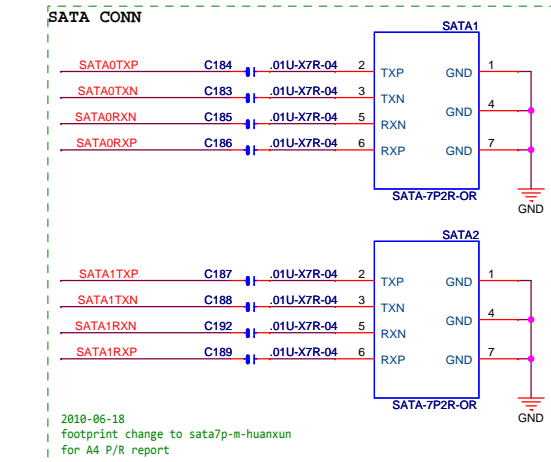 SATA CONN
SATA1
SATA0TXP C184 .01U-X7R-04 2 TXP GND 1
SATA0TXN C183 .01U-X7R-04 3 TXN GND 4
SATA0RXN C185 .01U-X7R-04 5 RXN
SATA0RXP C186 .01U-X7R-04 6 RXP GND 7
SATA-7P2R-OR
GND
SATA2
SATA1TXP C187 .01U-X7R-04 2 TXP GND 1
SATA1TXN C188 .01U-X7R-04 3 TXN GND 4
SATA1RXN C192 .01U-X7R-04 5 RXN
SATA1RXP C189 .01U-X7R-04 6 RXP GND 7
SATA-7P2R-OR
GND
2010-06-18
footprint change to sata7p-m-huanxun
for A4 P/R report